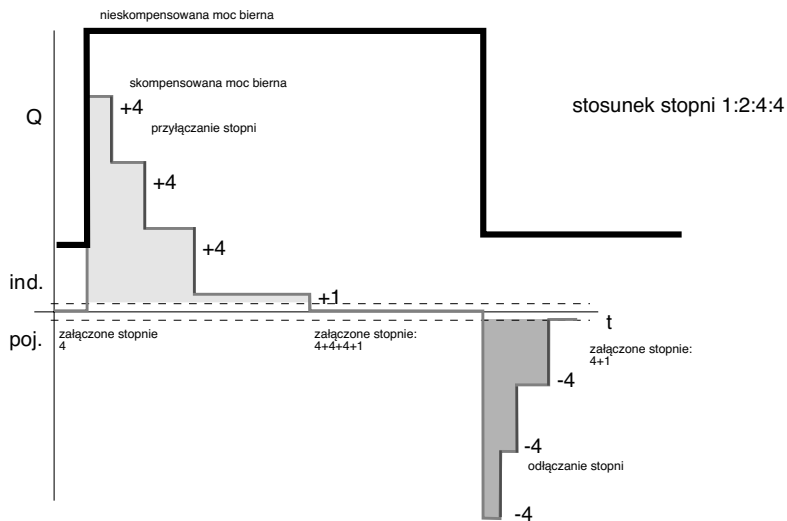 nieskompensowana moc bierna
skompensowana moc bierna
stosunek stopni 1:2:4:4
Q
+4
przyłączanie stopni
+4
+4
ind.
+1
t
poj.
załączone stopnie
4
załączone stopnie:
4+4+4+1
załączone stopnie:
4+1
-4
-4
odłączanie stopni
-4